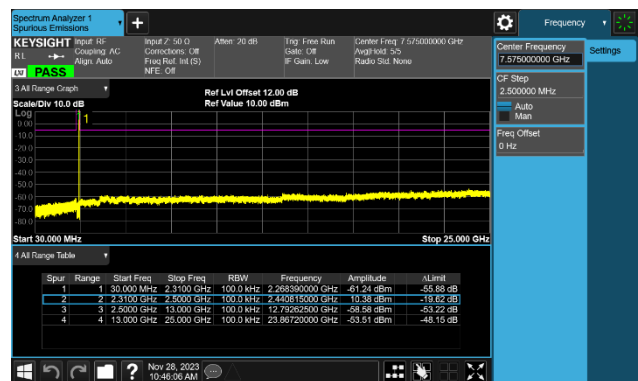 Spectrum Analyzer 1
Spurious Emissions
Frequency
KEYSIGHT Input: RF
Coupling: AC
Align: Auto
Input Z: 50 Ω
Corrections: Off
Freq Ref: Int (S)
NFE: Off
Atten: 20 dB
Trig: Free Run
Gate: Off
IF Gain: Low
Center Freq: 7.575000000 GHz
Avg|Hold: 5/5
Radio Std: None
R L
LXI PASS
Center Frequency
7.575000000 GHz
Settings
CF Step
2.500000 MHz
Auto
Man
Freq Offset
0 Hz
3 All Range Graph
Scale/Div 10.0 dB
Ref Lvl Offset 12.00 dB
Ref Value 10.00 dBm
Log
0.00
-10.0
-20.0
-30.0
-40.0
-50.0
-60.0
-70.0
-80.0
1
Start 30.000 MHz
Stop 25.000 GHz
4 All Range Table
Spur Range Start Freq Stop Freq RBW Frequency Amplitude ΔLimit
1 1 30.000 MHz 2.3100 GHz 100.0 kHz 2.268390000 GHz -61.24 dBm -55.88 dB
2 2 2.3100 GHz 2.5000 GHz 100.0 kHz 2.440815000 GHz 10.38 dBm -19.62 dB
3 3 2.5000 GHz 13.000 GHz 100.0 kHz 12.79262500 GHz -58.58 dBm -53.22 dB
4 4 13.000 GHz 25.000 GHz 100.0 kHz 23.86720000 GHz -53.51 dBm -48.15 dB
?
Nov 28, 2023
10:46:06 AM